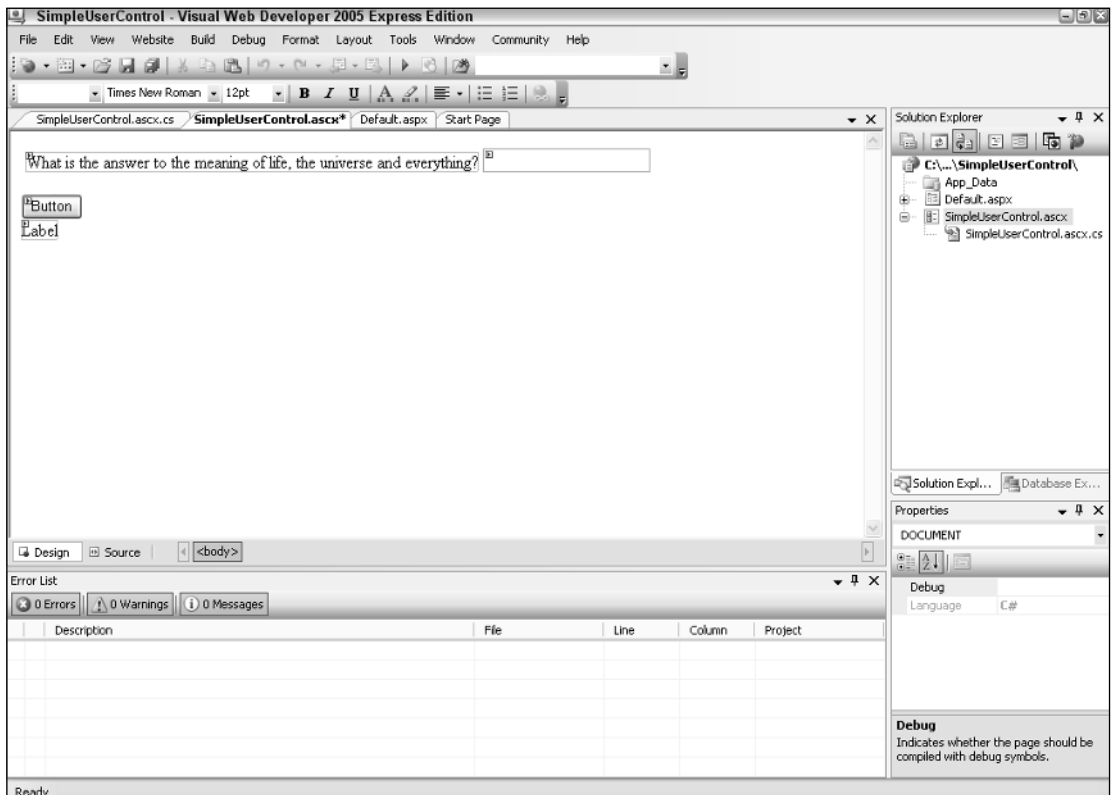 SimpleUserControl - Visual Web Developer 2005 Express Edition
File Edit View Website Build Debug Format Layout Tools Window Community Help
Times New Roman 12pt B I U A
SimpleUserControl.ascx.cs SimpleUserControl.ascx* Default.aspx Start Page
What is the answer to the meaning of life, the universe and everything?
Button
Label
Design Source <body>
Error List
0 Errors 0 Warnings 0 Messages
Description File Line Column Project
Solution Explorer
C:\...\SimpleUserControl\
App_Data
Default.aspx
SimpleUserControl.ascx
SimpleUserControl.ascx.cs
Solution Expl... Database Ex...
Properties
DOCUMENT
Debug
Language C#
Debug
Indicates whether the page should be
compiled with debug symbols.
Ready